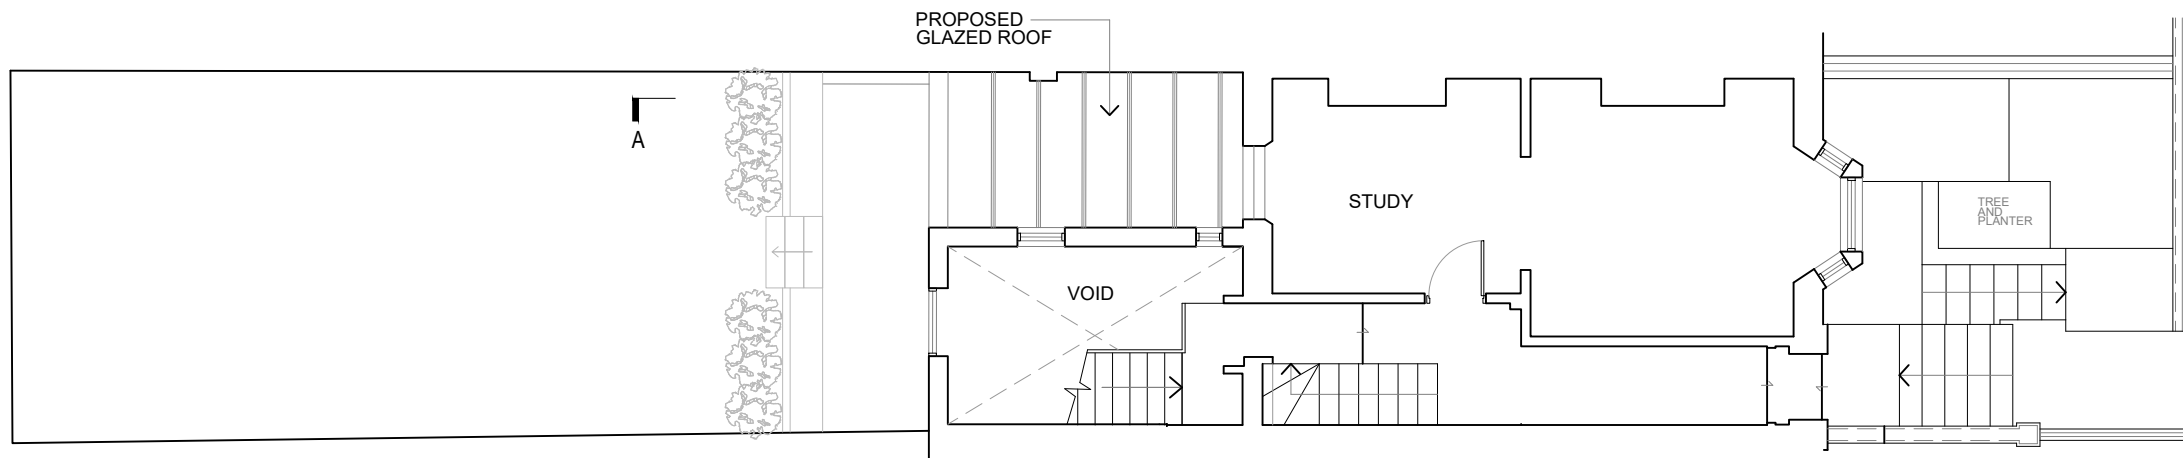 PROPOSED
GLAZED ROOF
A
STUDY
TREE
AND
PLANTER
VOID